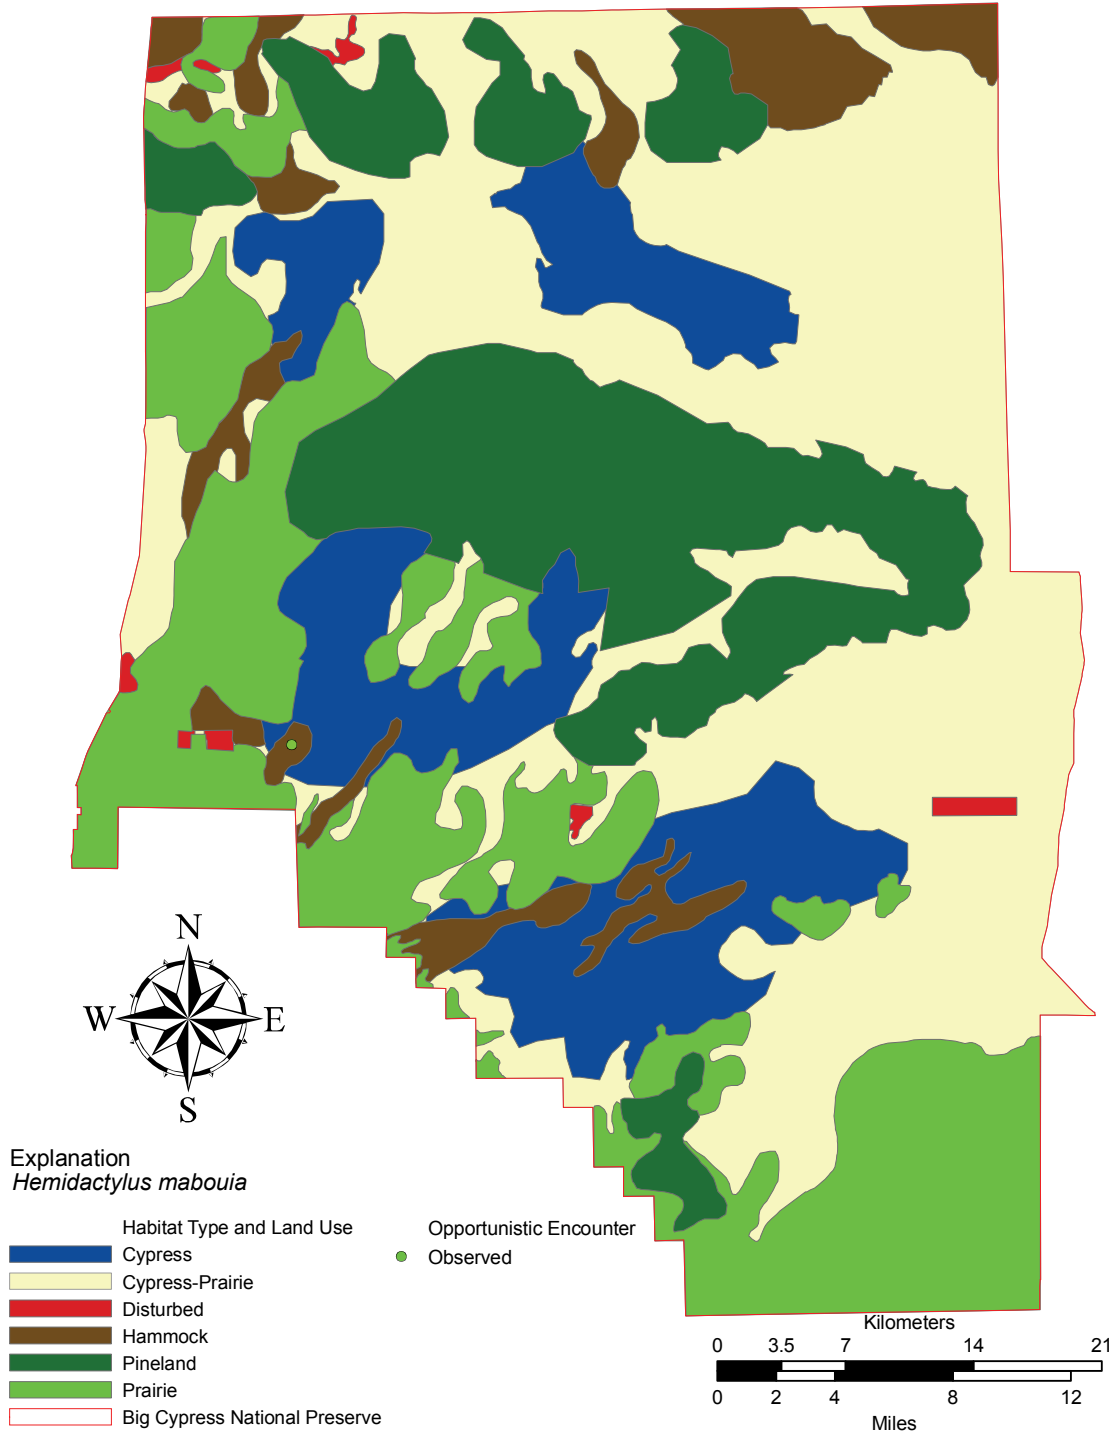 N
W E
S
Explanation
Hemidactylus mabouia
Habitat Type and Land Use
Cypress
Cypress-Prairie
Disturbed
Hammock
Pineland
Prairie
Big Cypress National Preserve
Opportunistic Encounter
Observed
Kilometers
0 3.5 7 14 21
0 2 4 8 12
Miles